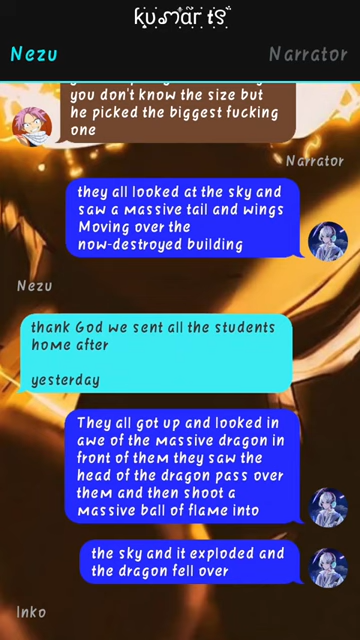 kumar ts
Nezu
Narrator
you don't know the size but
he picked the biggest fucking
one
Narrator
they all looked at the sky and
saw a massive tail and wings
Moving over the
now-destroyed building
Nezu
thank God we sent all the students
home after
yesterday
They all got up and looked in
awe of the massive dragon in
front of them they saw the
head of the dragon pass over
them and then shoot a
massive ball of flame into
the sky and it exploded and
the dragon fell over
Inko